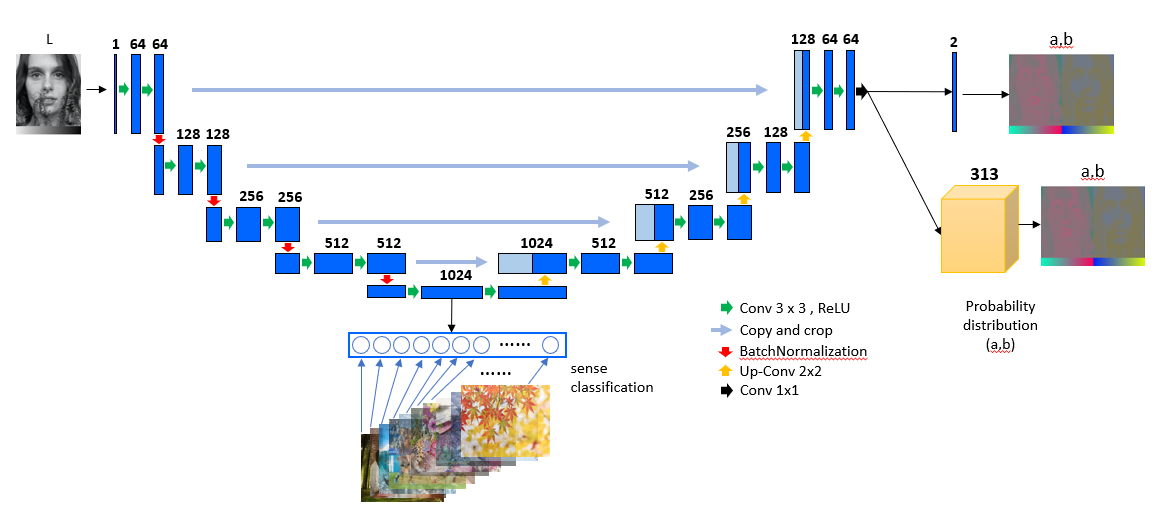 L
1 64 64
128 64 64
2
a,b
128 128
256 128
256 256
512 256
313
a,b
512 512
1024 512
1024
Conv 3 x 3 , ReLU
Copy and crop
BatchNormalization
Up-Conv 2x2
Conv 1x1
Probability
distribution
(a,b)
......
......
sense
classification